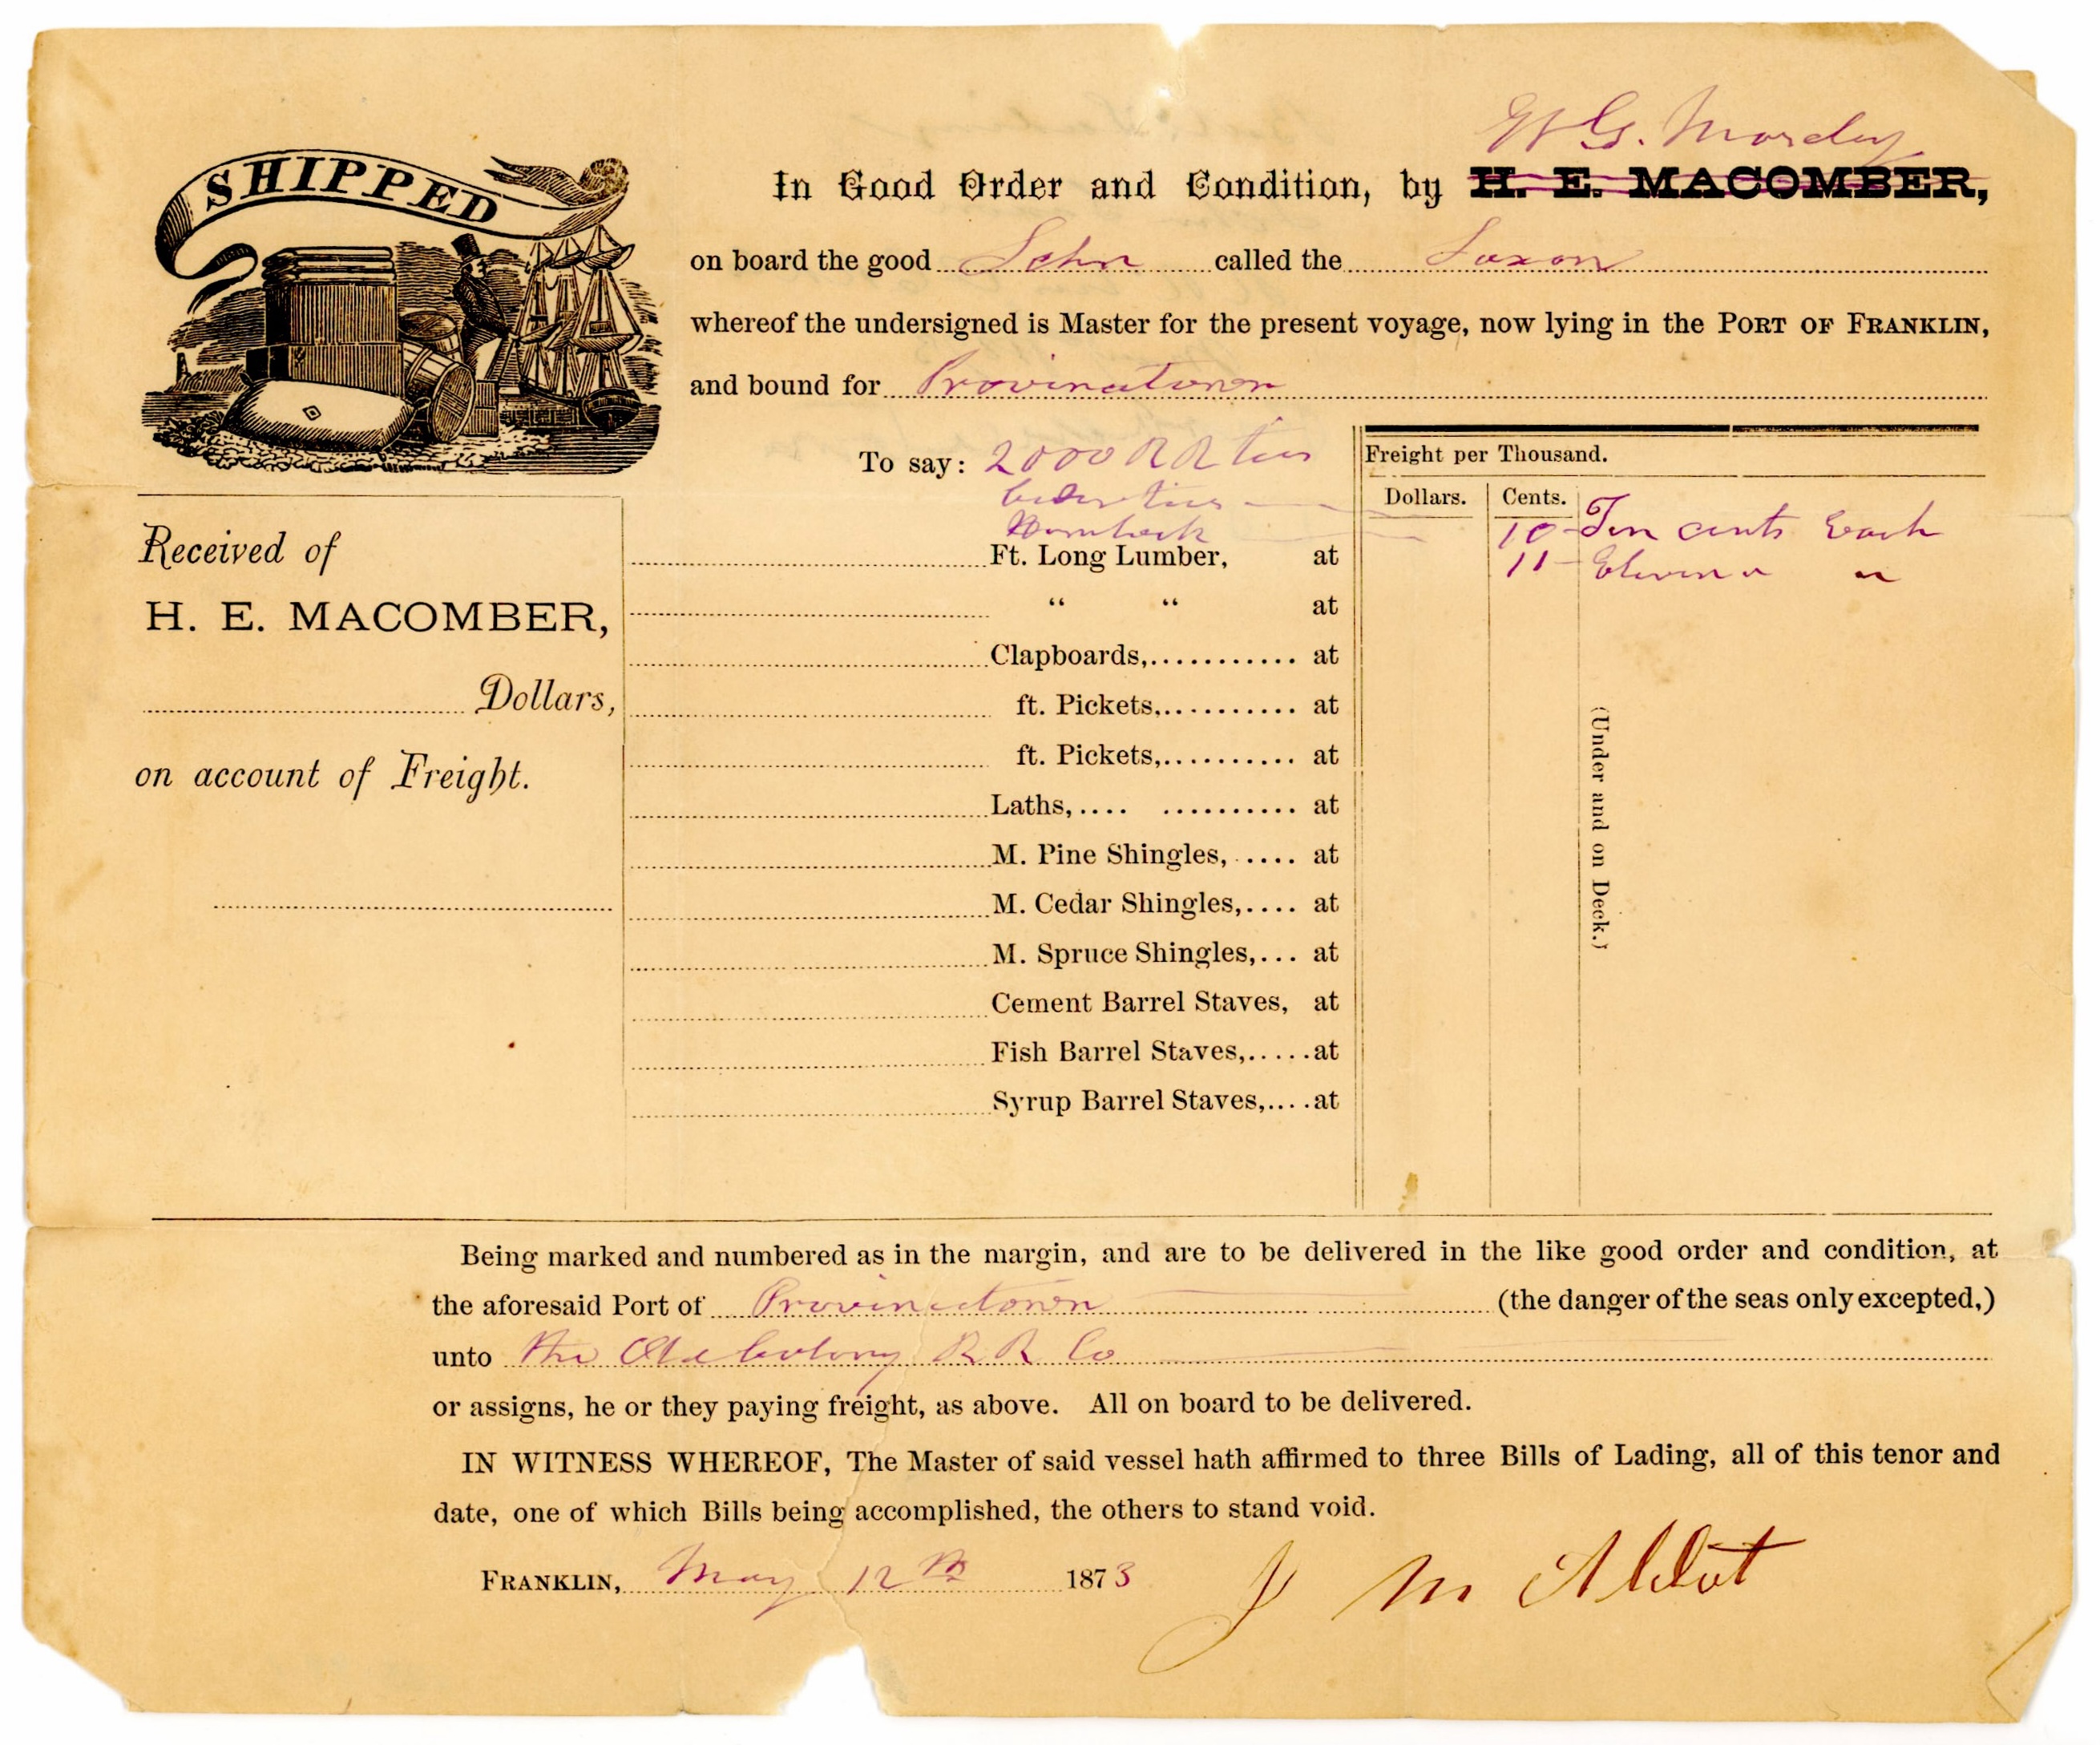 SHIPPED
W G. Mosely
In Good Order and Condition, by H. E. MACOMBER,
on board the good Schr called the Saxon
whereof the undersigned is Master for the present voyage, now lying in the PORT OF FRANKLIN,
and bound for Provincetown
To say: 2000 R R ties
Cedar ties
Hemlock
Freight per Thousand.
Dollars. Cents.
10 - Ten cents Each
11 - Eleven " "
Received of
H. E. MACOMBER,
Dollars,
on account of Freight.
Ft. Long Lumber, at
" " at
Clapboards,............ at
ft. Pickets,........... at
ft. Pickets,.......... at
Laths,.... .......... at
M. Pine Shingles, ..... at
M. Cedar Shingles,.... at
M. Spruce Shingles,... at
Cement Barrel Staves, at
Fish Barrel Staves,.....at
Syrup Barrel Staves,....at
(Under and on Deck.)
Being marked and numbered as in the margin, and are to be delivered in the like good order and condition, at
the aforesaid Port of Provincetown (the danger of the seas only excepted,)
unto The Old Colony R R Co
or assigns, he or they paying freight, as above. All on board to be delivered.
IN WITNESS WHEREOF, The Master of said vessel hath affirmed to three Bills of Lading, all of this tenor and
date, one of which Bills being accomplished, the others to stand void.
FRANKLIN, May 12th 1873
J M Abbot